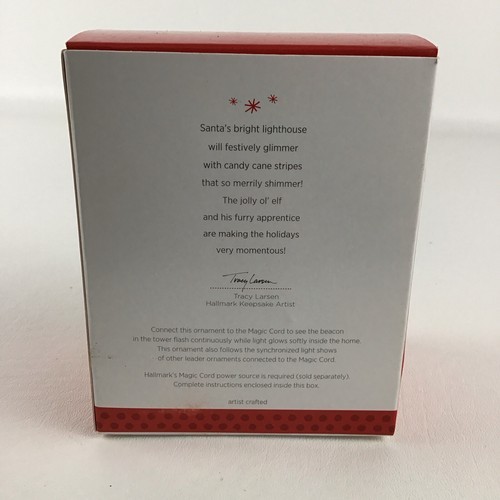 Santa's bright lighthouse
will festively glimmer
with candy cane stripes
that so merrily shimmer!
The jolly ol' elf
and his furry apprentice
are making the holidays
very momentous!
Tracy Larsen
Tracy Larsen
Hallmark Keepsake Artist
Connect this ornament to the Magic Cord to see the beacon
in the tower flash continuously while light glows softly inside the home.
This ornament also follows the synchronized light shows
of other leader ornaments connected to the Magic Cord.
Hallmark's Magic Cord power source is required (sold separately).
Complete instructions enclosed inside this box.
artist crafted